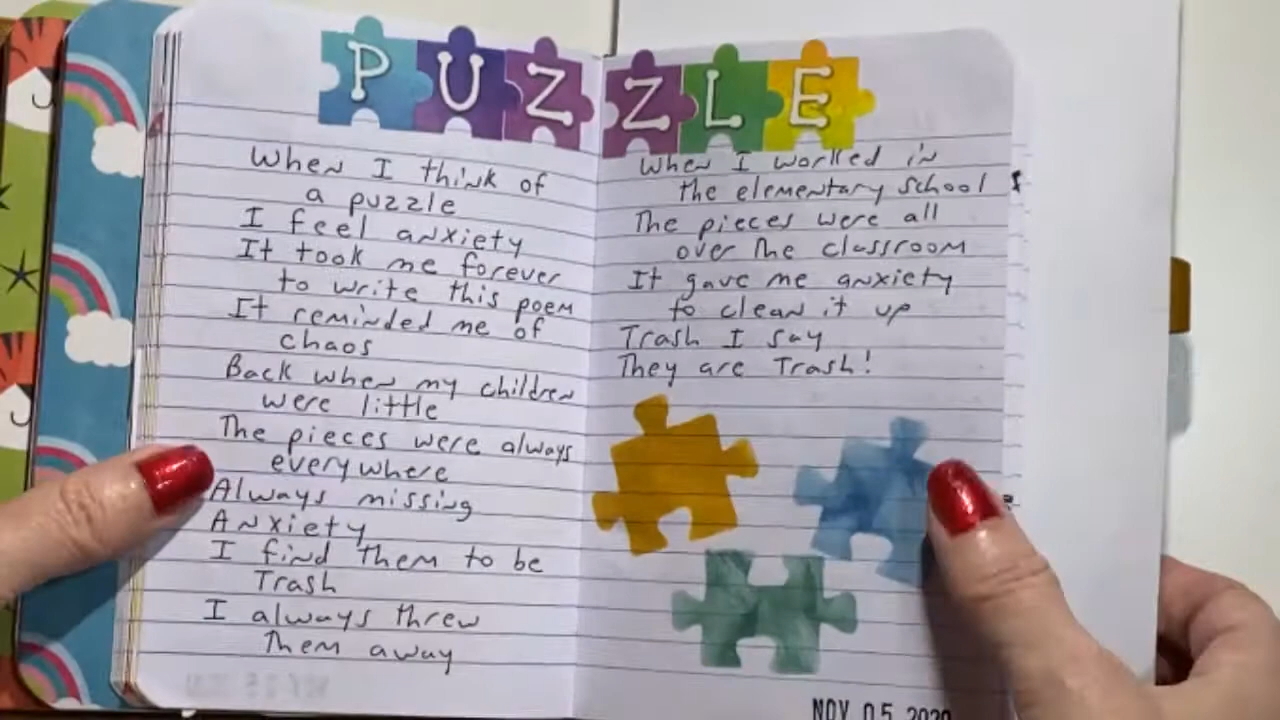 PUZZLE
When I think of
a puzzle
I feel anxiety
It took me forever
to write this poem
It reminded me of
chaos
Back when my children
were little
The pieces were always
everywhere
Always missing
Anxiety
I find them to be
Trash
I always threw
Them away
When I worked in
the elementary school
The pieces were all
over the classroom
It gave me anxiety
to clean it up
Trash I say
They are Trash!
NOV 05 2020